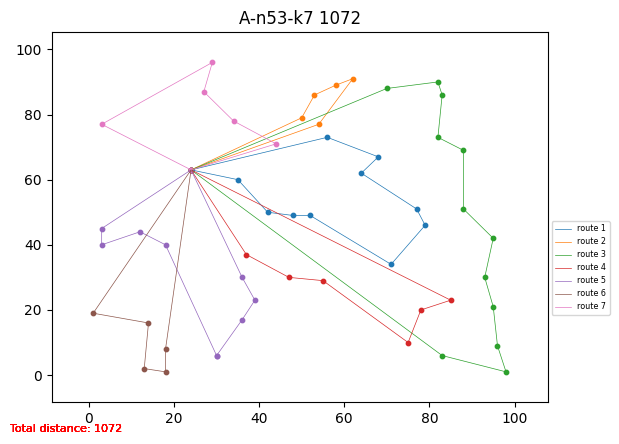 A-n53-k7 1072
100
80
60
40
20
0
0 20 40 60 80 100
route 1
route 2
route 3
route 4
route 5
route 6
route 7
Total distance: 1072